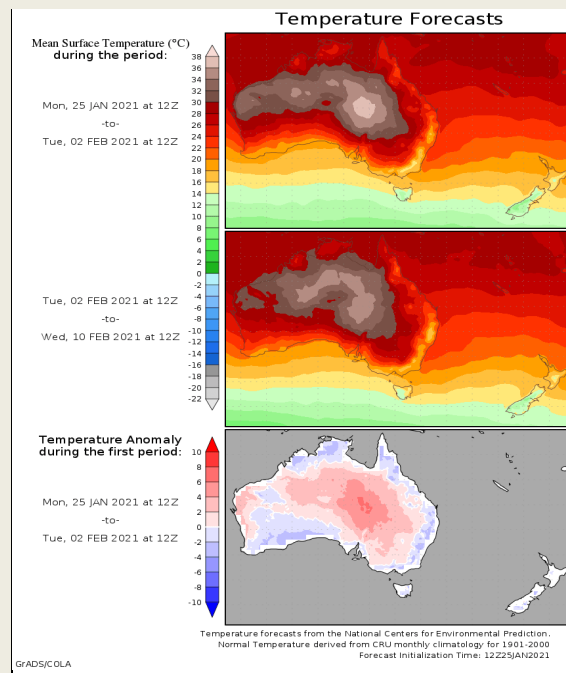 Temperature Forecasts
Mean Surface Temperature (°C)
during the period:
Mon, 25 JAN 2021 at 12Z
-to-
Tue, 02 FEB 2021 at 12Z
38
36
34
32
30
28
26
24
22
20
18
16
14
12
10
8
6
4
2
0
-2
-4
-6
-8
-10
-12
-14
-16
-18
-20
-22
Tue, 02 FEB 2021 at 12Z
-to-
Wed, 10 FEB 2021 at 12Z
Temperature Anomaly
during the first period:
Mon, 25 JAN 2021 at 12Z
-to-
Tue, 02 FEB 2021 at 12Z
10
8
6
4
2
0
-2
-4
-6
-8
-10
Temperature forecasts from the National Centers for Environmental Prediction.
Normal Temperature derived from CRU monthly climatology for 1901-2000
Forecast Initialization Time: 12Z25JAN2021
GrADS/COLA